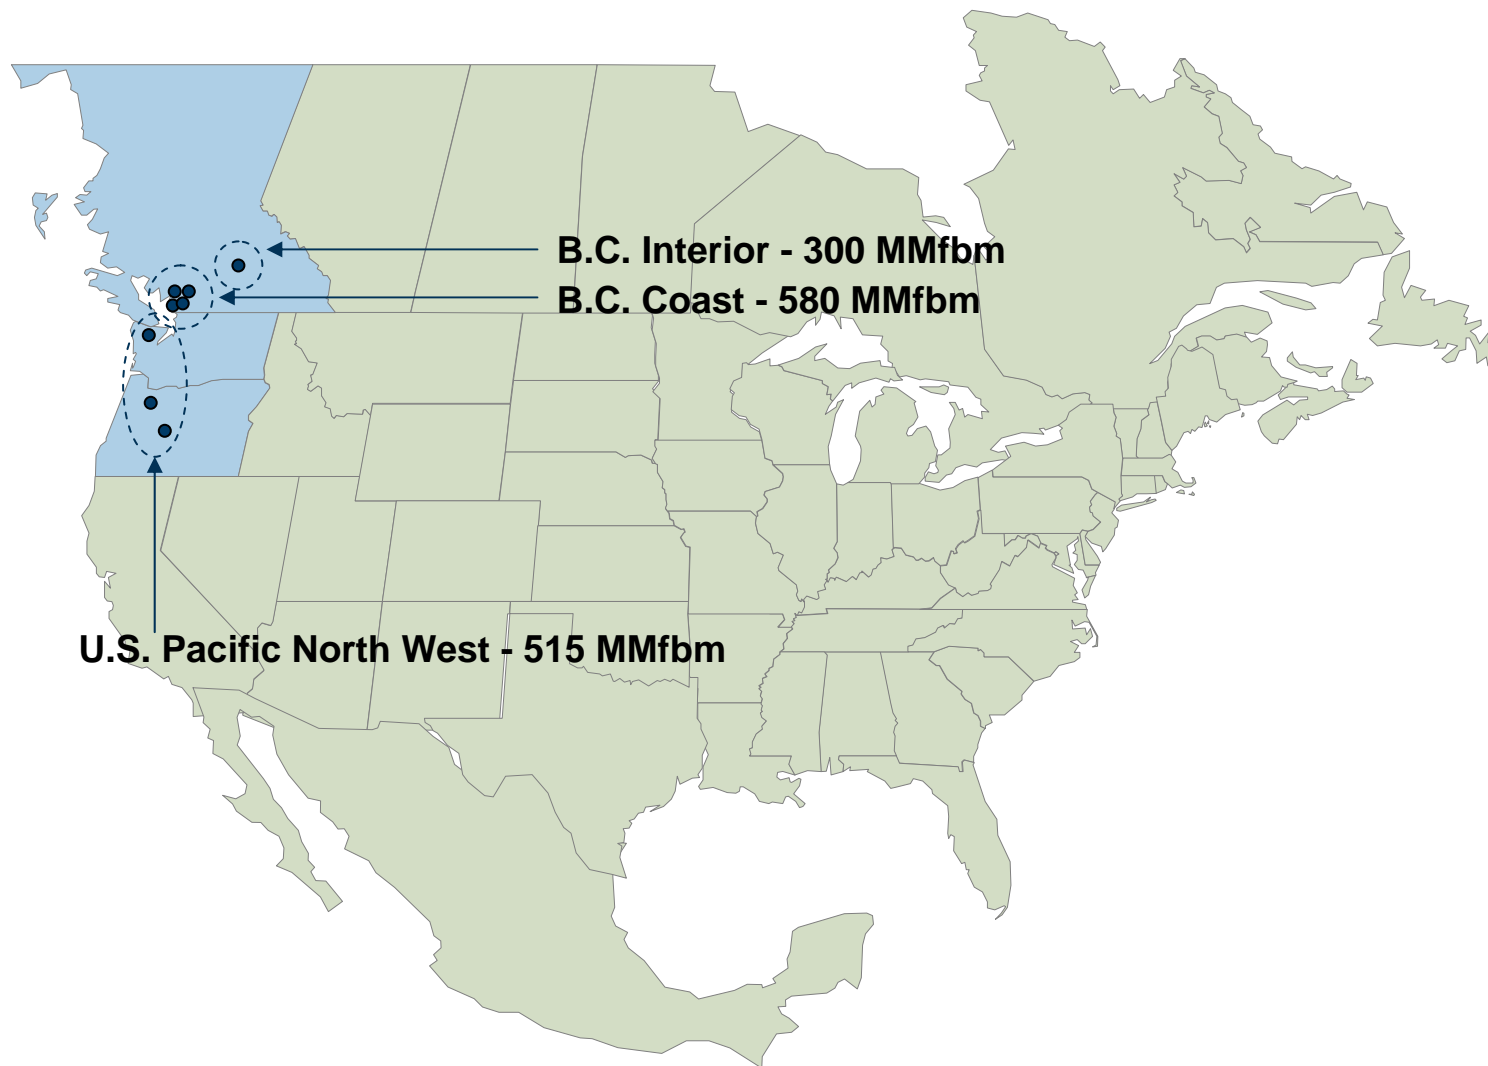 B.C. Interior - 300 MMfbm
B.C. Coast - 580 MMfbm
U.S. Pacific North West - 515 MMfbm